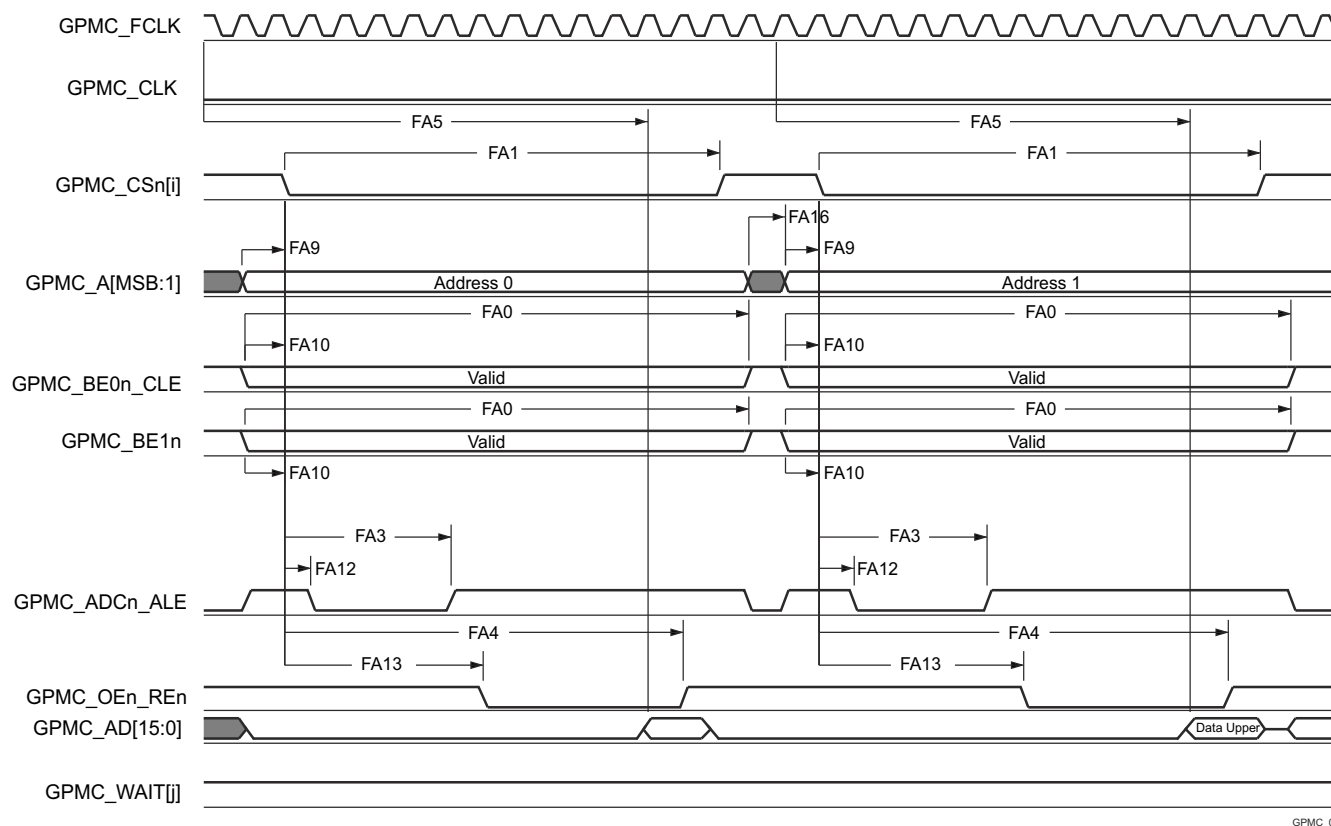 GPMC_FCLK
GPMC_CLK
FA5 FA5
FA1 FA1
GPMC_CSn[i]
FA16
FA9 FA9
GPMC_A[MSB:1] Address 0 Address 1
FA0 FA0
FA10 FA10
GPMC_BE0n_CLE Valid Valid
FA0 FA0
GPMC_BE1n Valid Valid
FA10 FA10
FA3 FA3
FA12 FA12
GPMC_ADCn_ALE
FA4 FA4
FA13 FA13
GPMC_OEn_REn
GPMC_AD[15:0] Data Upper
GPMC_WAIT[j]